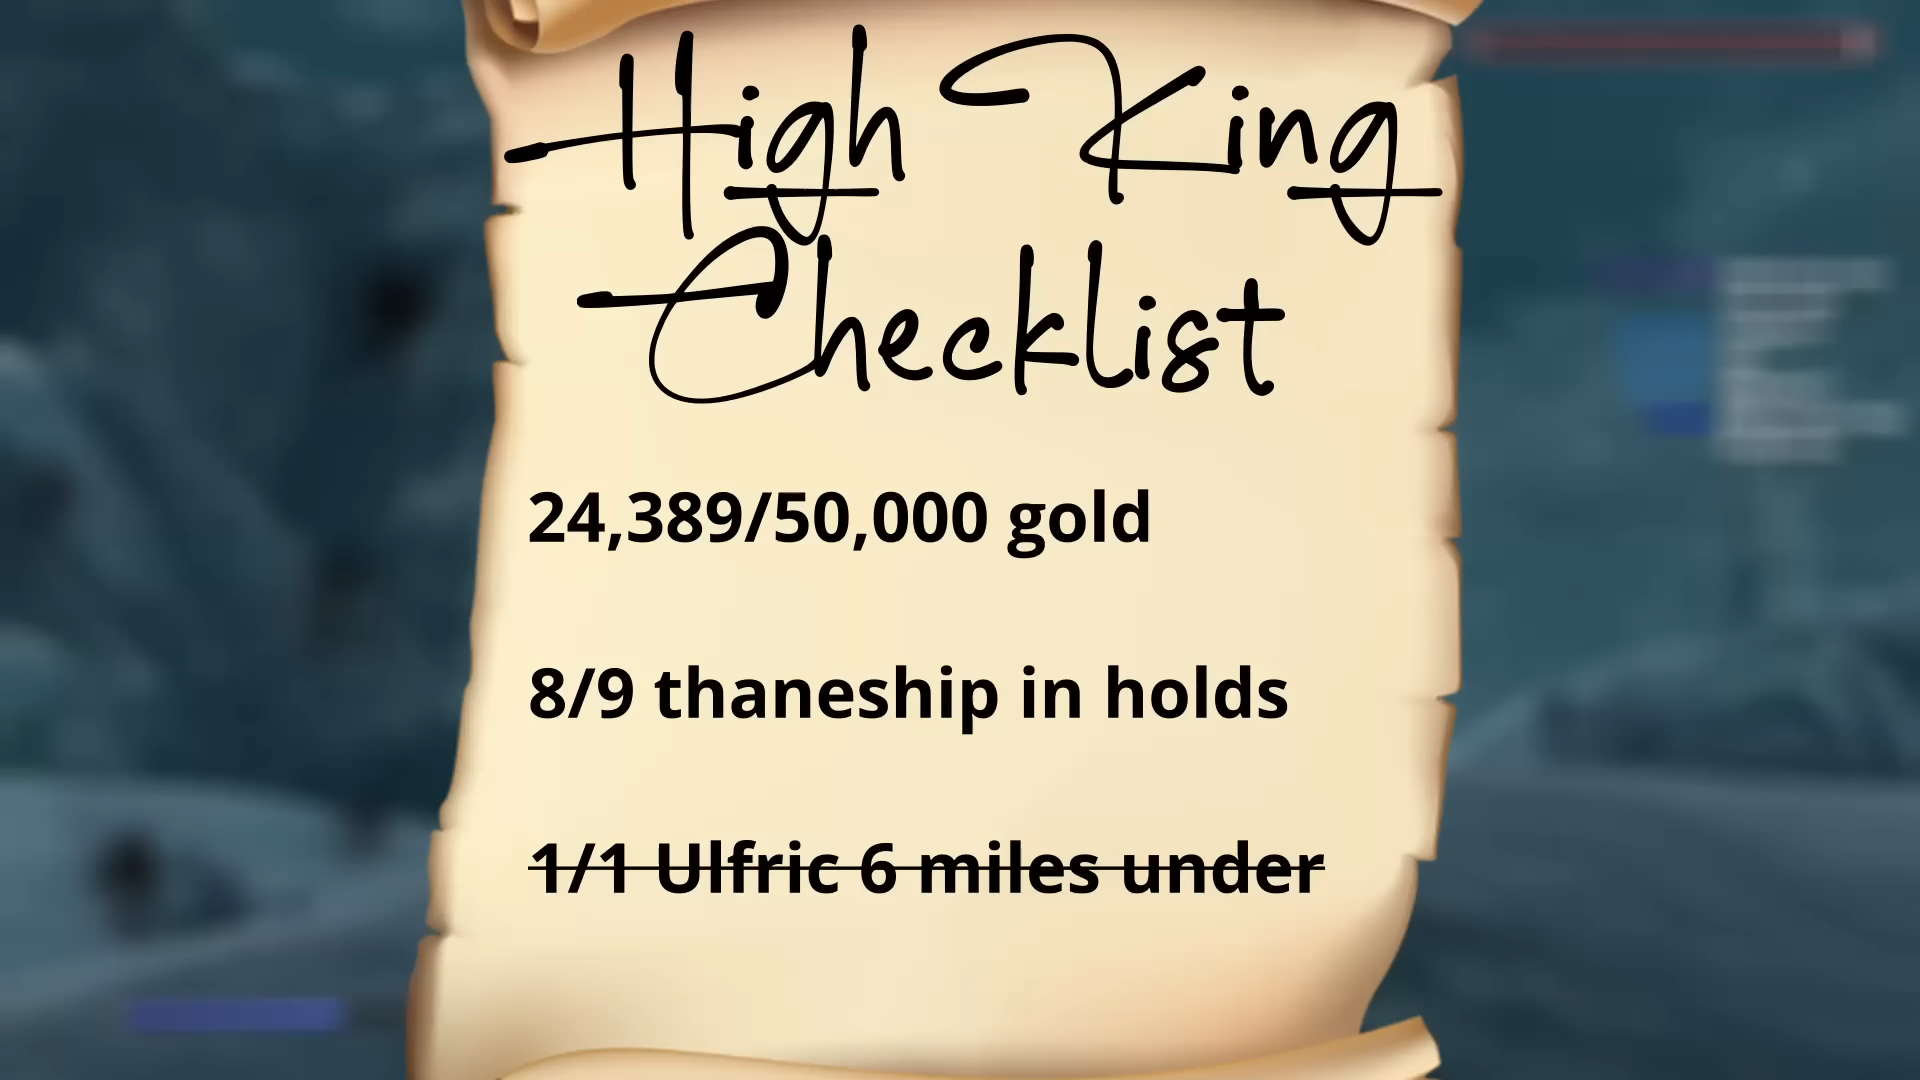 High King
Checklist
24,389/50,000 gold
8/9 thaneship in holds
1/1 Ulfric 6 miles under